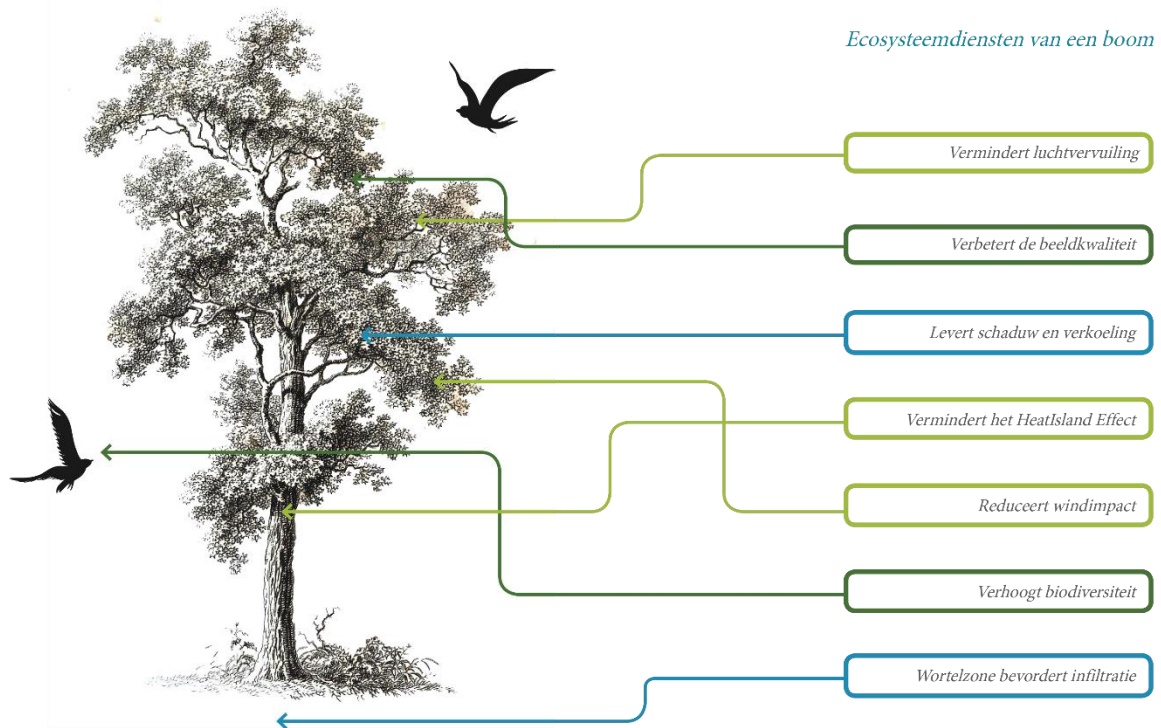 Ecosysteemdiensten van een boom
Vermindert luchtvervuiling
Verbetert de beeldkwaliteit
Levert schaduw en verkoeling
Vermindert het HeatIsland Effect
Reduceert windimpact
Verhoogt biodiversiteit
Wortelzone bevordert infiltratie